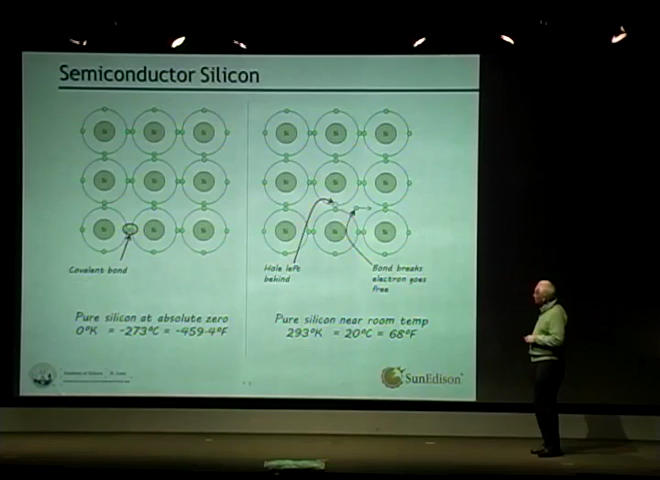 Semiconductor Silicon
Covalent bond
Hole left
behind
Bond breaks
electron goes
free
Pure silicon at absolute zero
0°K = -273°C = -459.4°F
Pure silicon near room temp
293°K = 20°C = 68°F
SunEdison